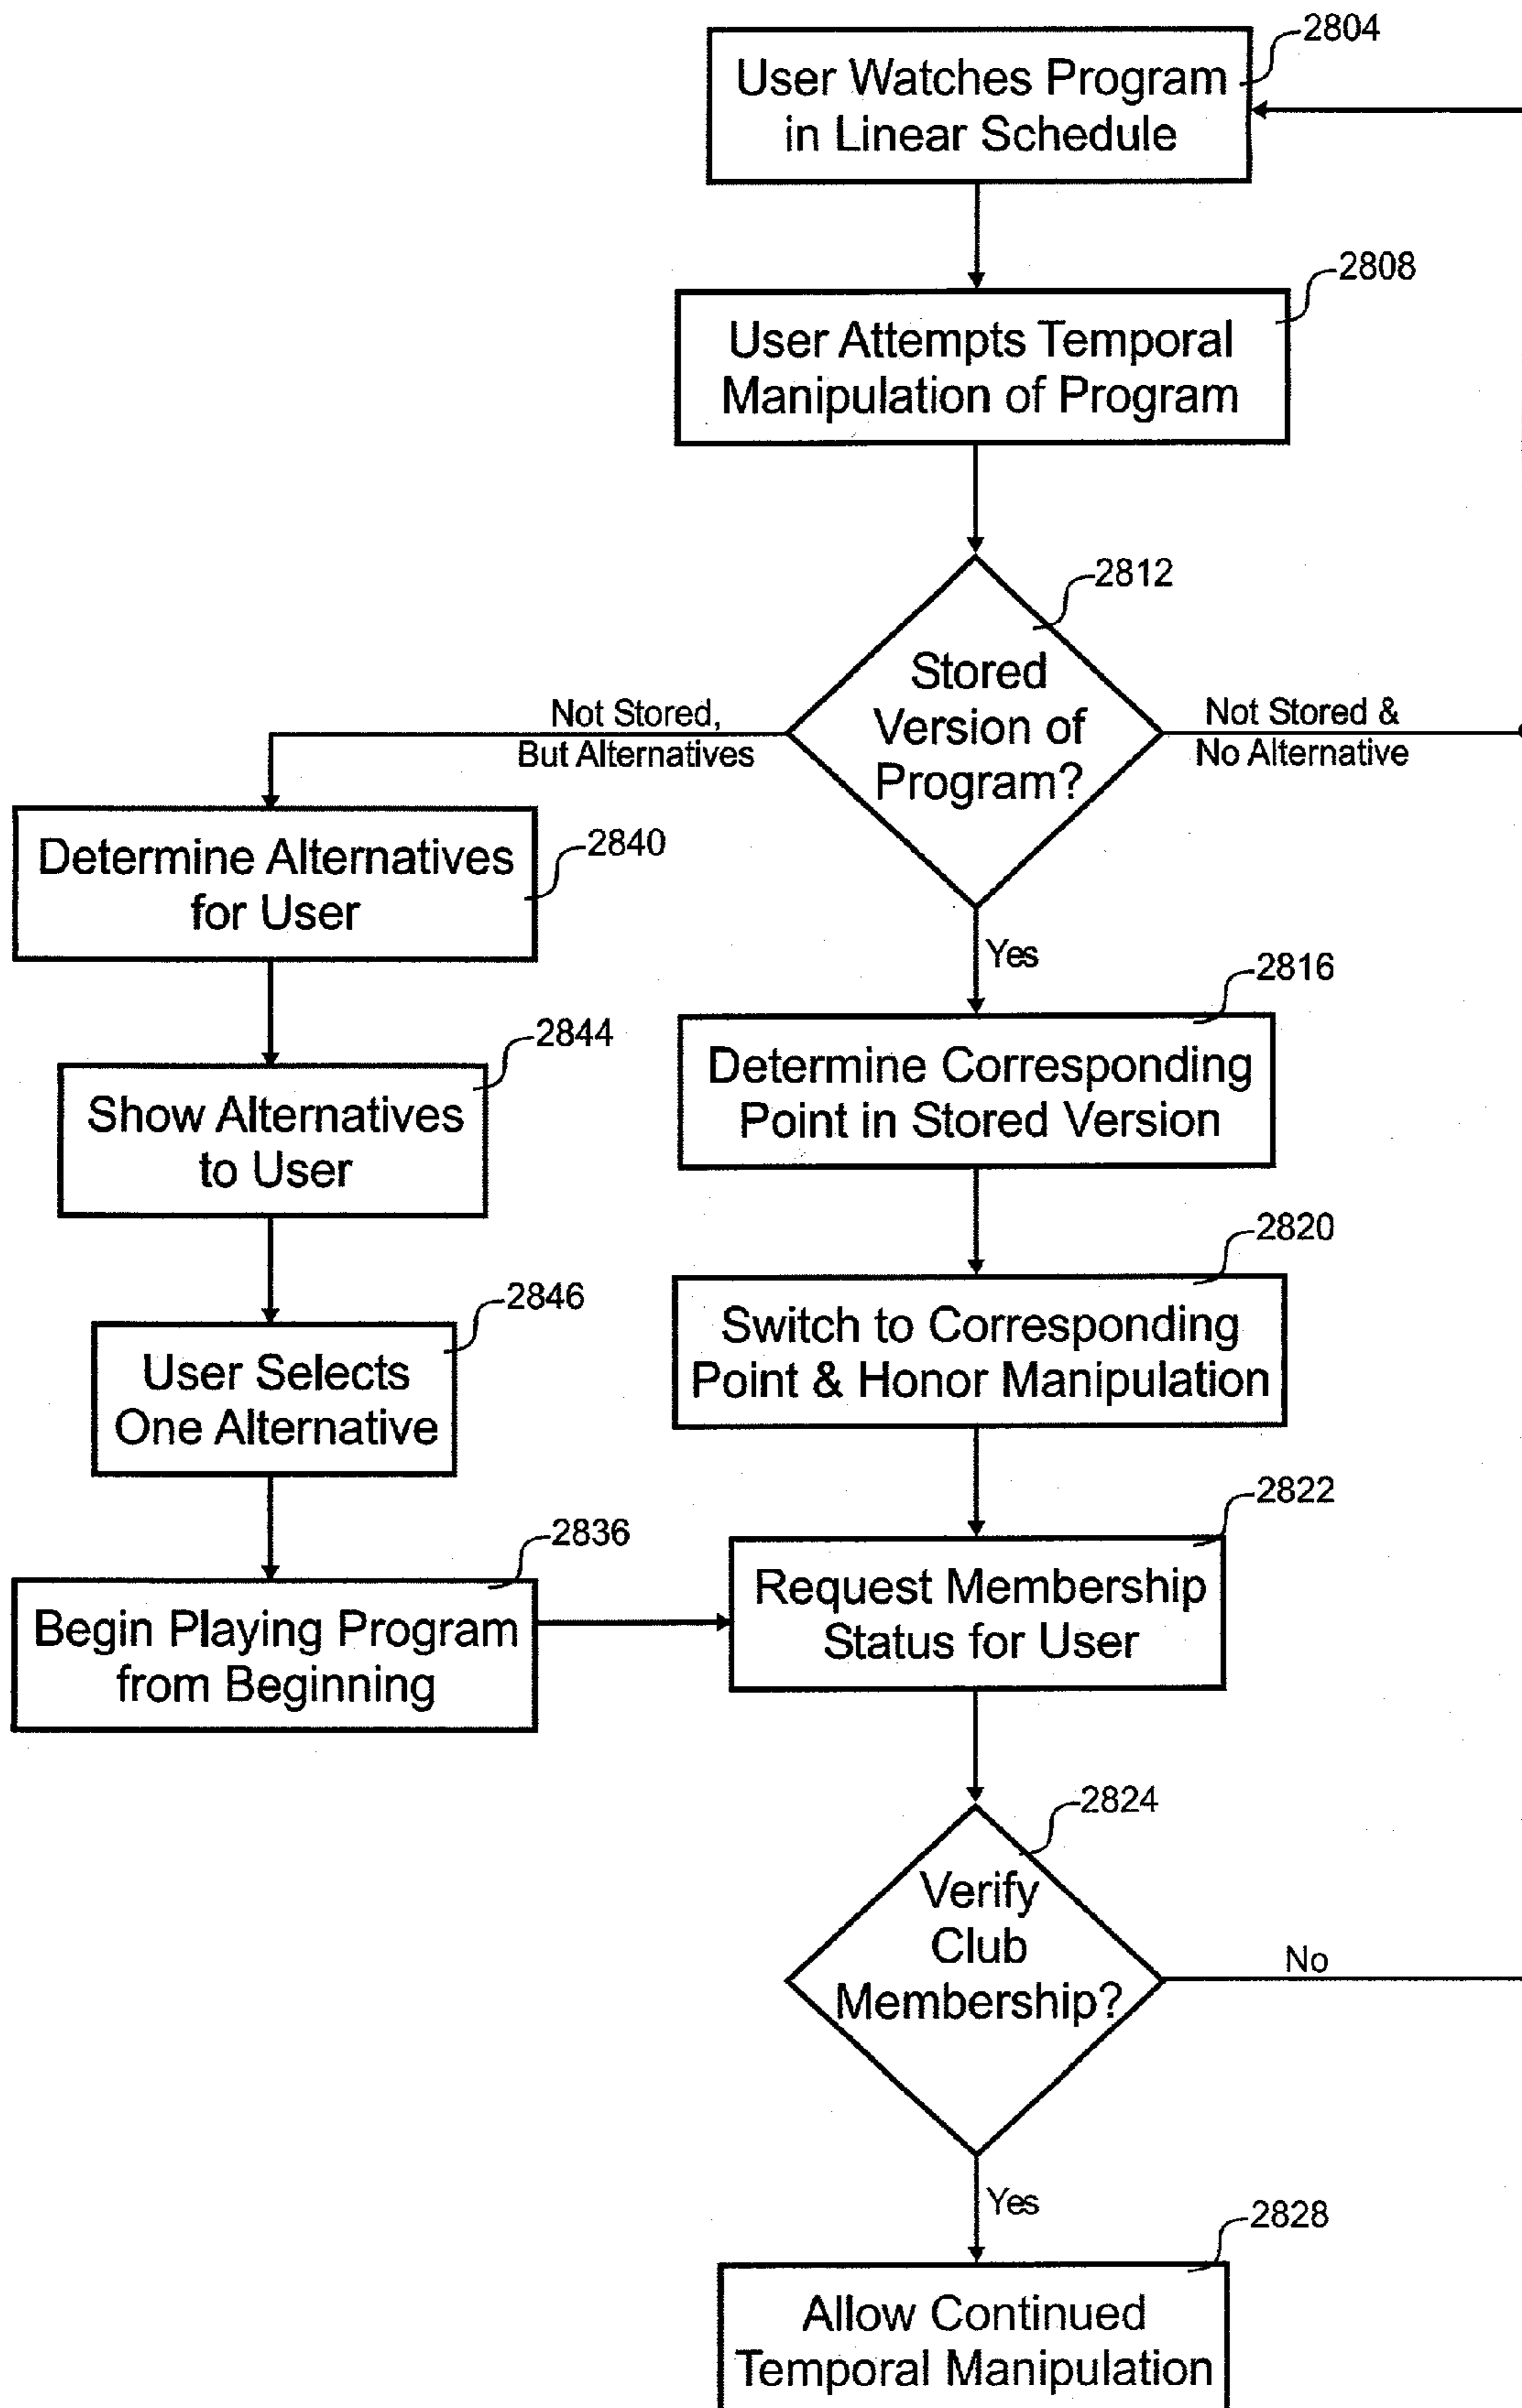 2804
User Watches Program
in Linear Schedule
2808
User Attempts Temporal
Manipulation of Program
2812
Stored
Version of
Program?
Not Stored,
But Alternatives
Not Stored &
No Alternative
Determine Alternatives
for User
2840
Yes
2816
Determine Corresponding
Point in Stored Version
2844
Show Alternatives
to User
2820
Switch to Corresponding
Point & Honor Manipulation
2846
User Selects
One Alternative
2822
Request Membership
Status for User
2836
Begin Playing Program
from Beginning
2824
Verify
Club
Membership?
No
Yes
2828
Allow Continued
Temporal Manipulation